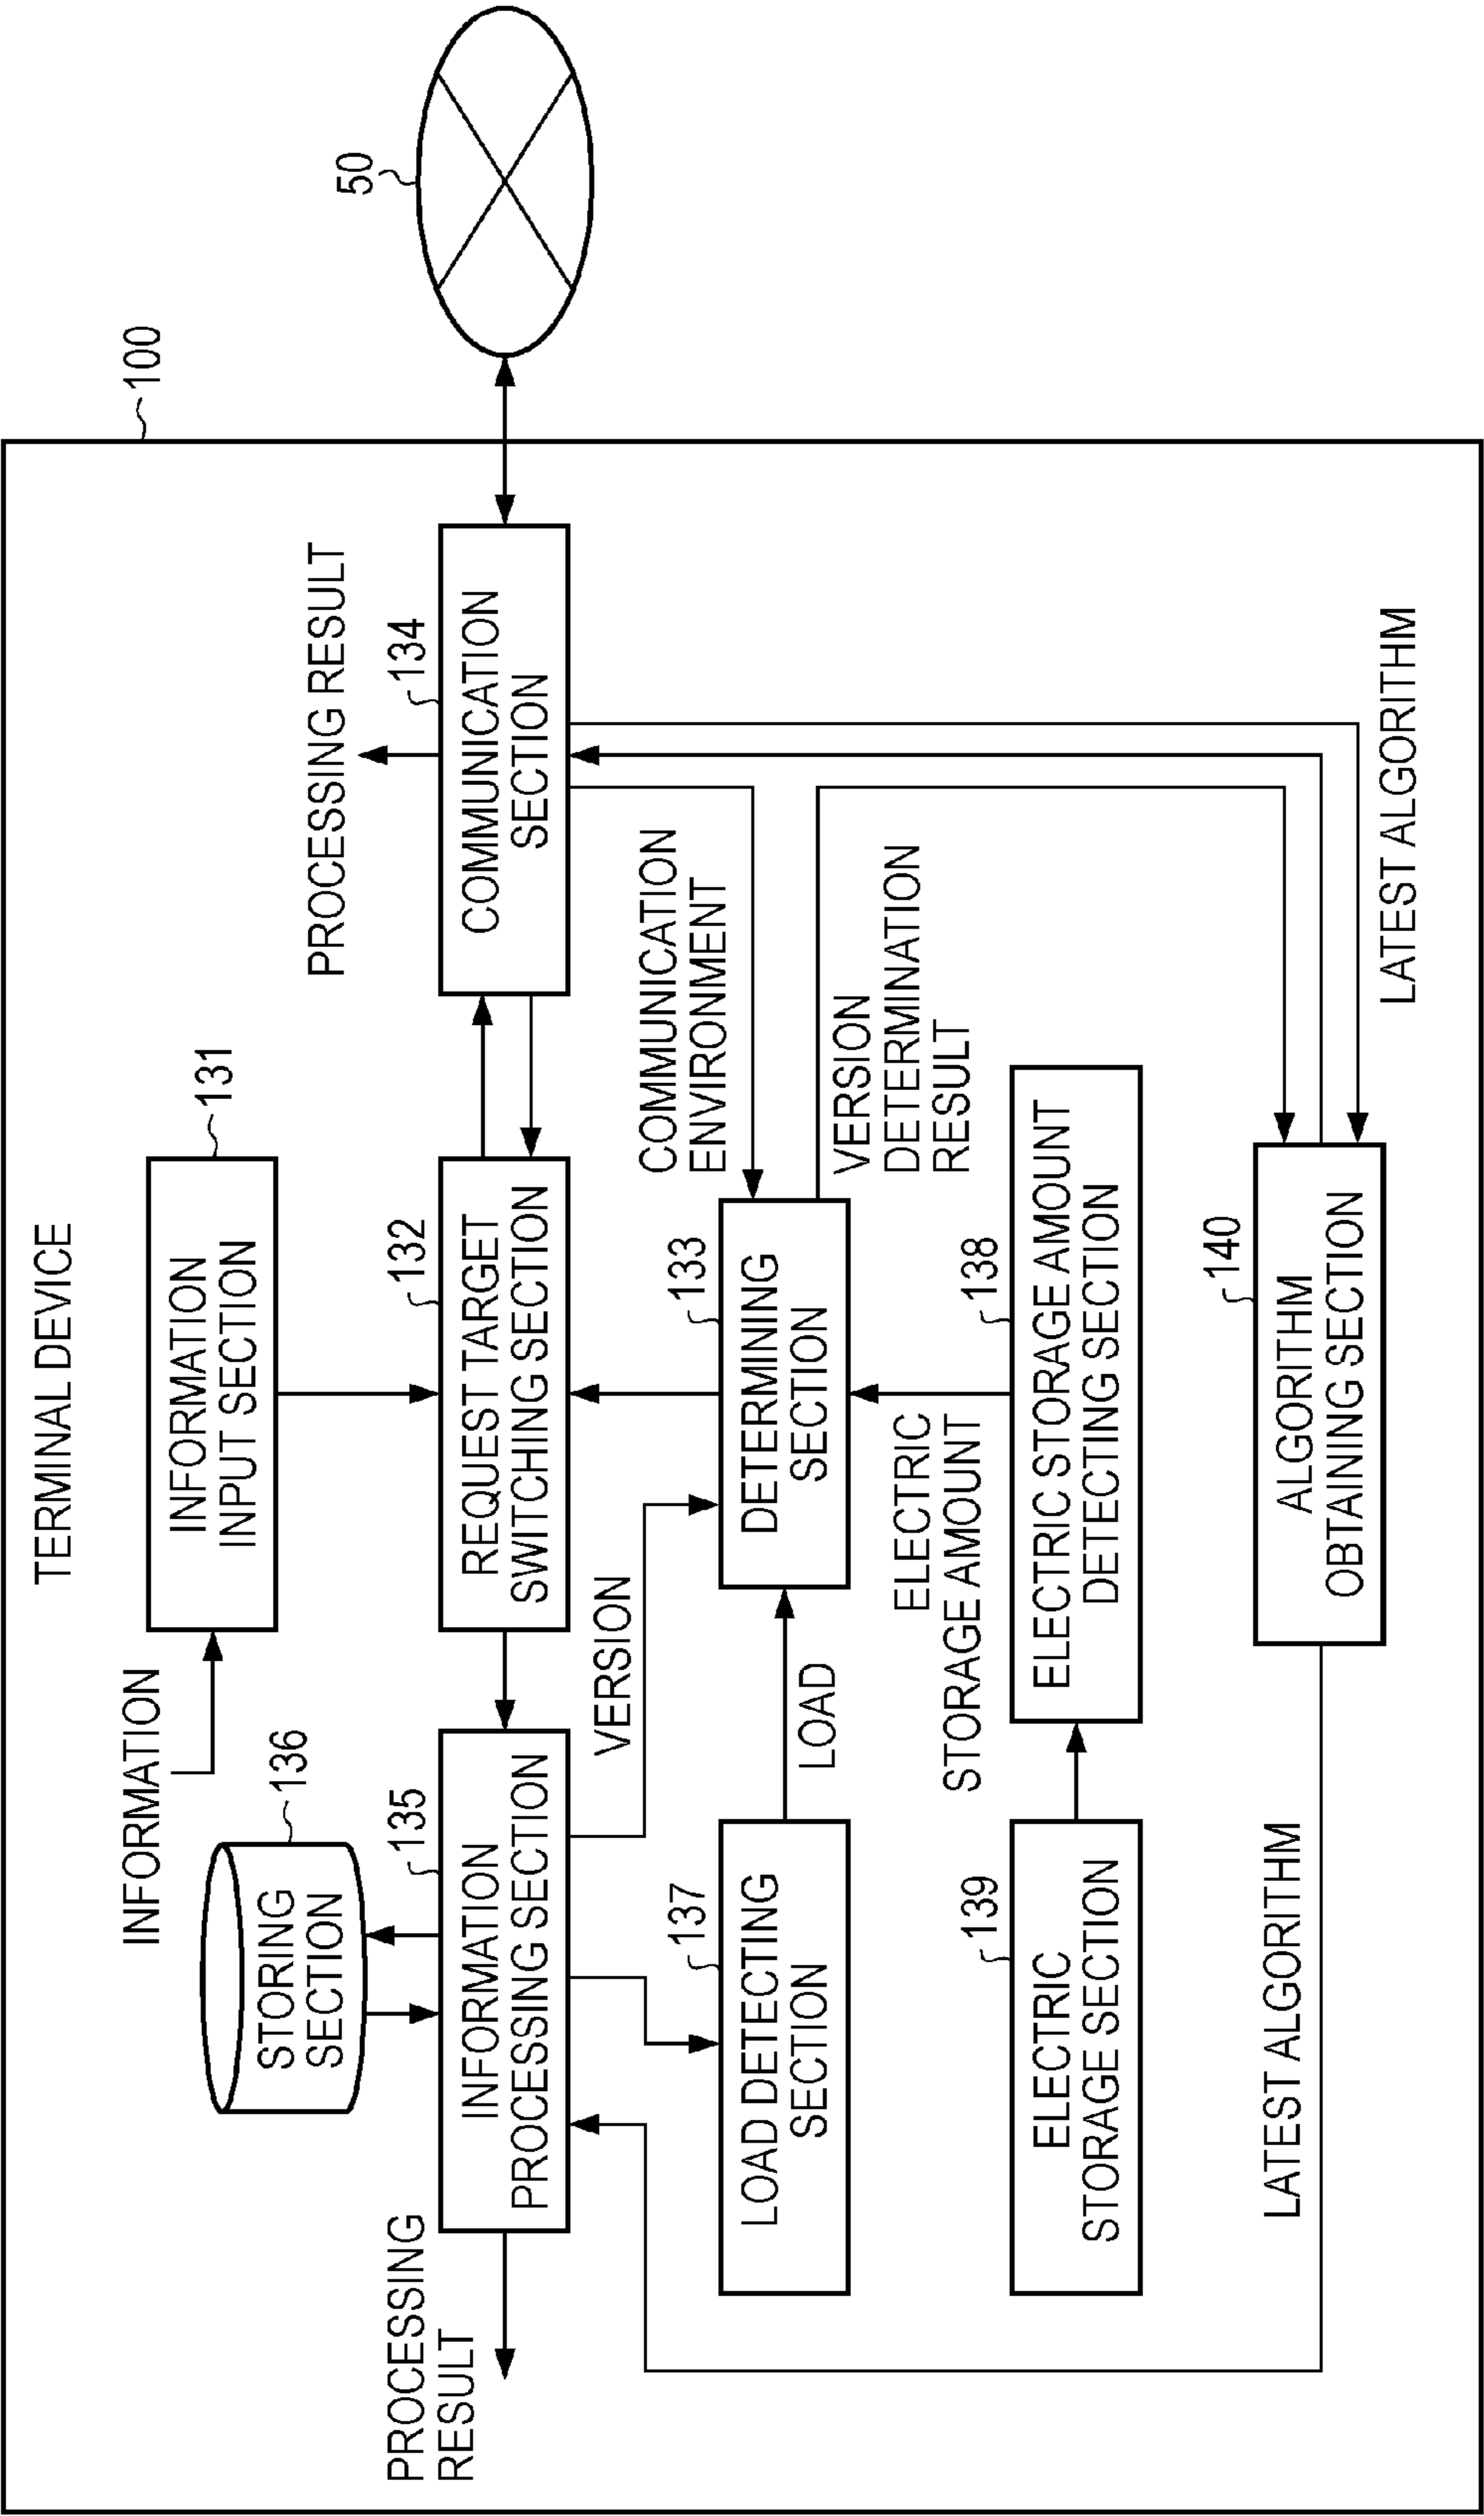 TERMINAL DEVICE
100
INFORMATION
131
INFORMATION
INPUT SECTION
136
STORING
SECTION
PROCESSING RESULT
50
PROCESSING
RESULT
135
INFORMATION
PROCESSING SECTION
132
REQUEST TARGET
SWITCHING SECTION
134
COMMUNICATION
SECTION
VERSION
COMMUNICATION
ENVIRONMENT
137
LOAD DETECTING
SECTION
LOAD
133
DETERMINING
SECTION
VERSION
DETERMINATION
RESULT
ELECTRIC
STORAGE AMOUNT
139
ELECTRIC
STORAGE SECTION
138
ELECTRIC STORAGE AMOUNT
DETECTING SECTION
LATEST ALGORITHM
140
ALGORITHM
OBTAINING SECTION
LATEST ALGORITHM